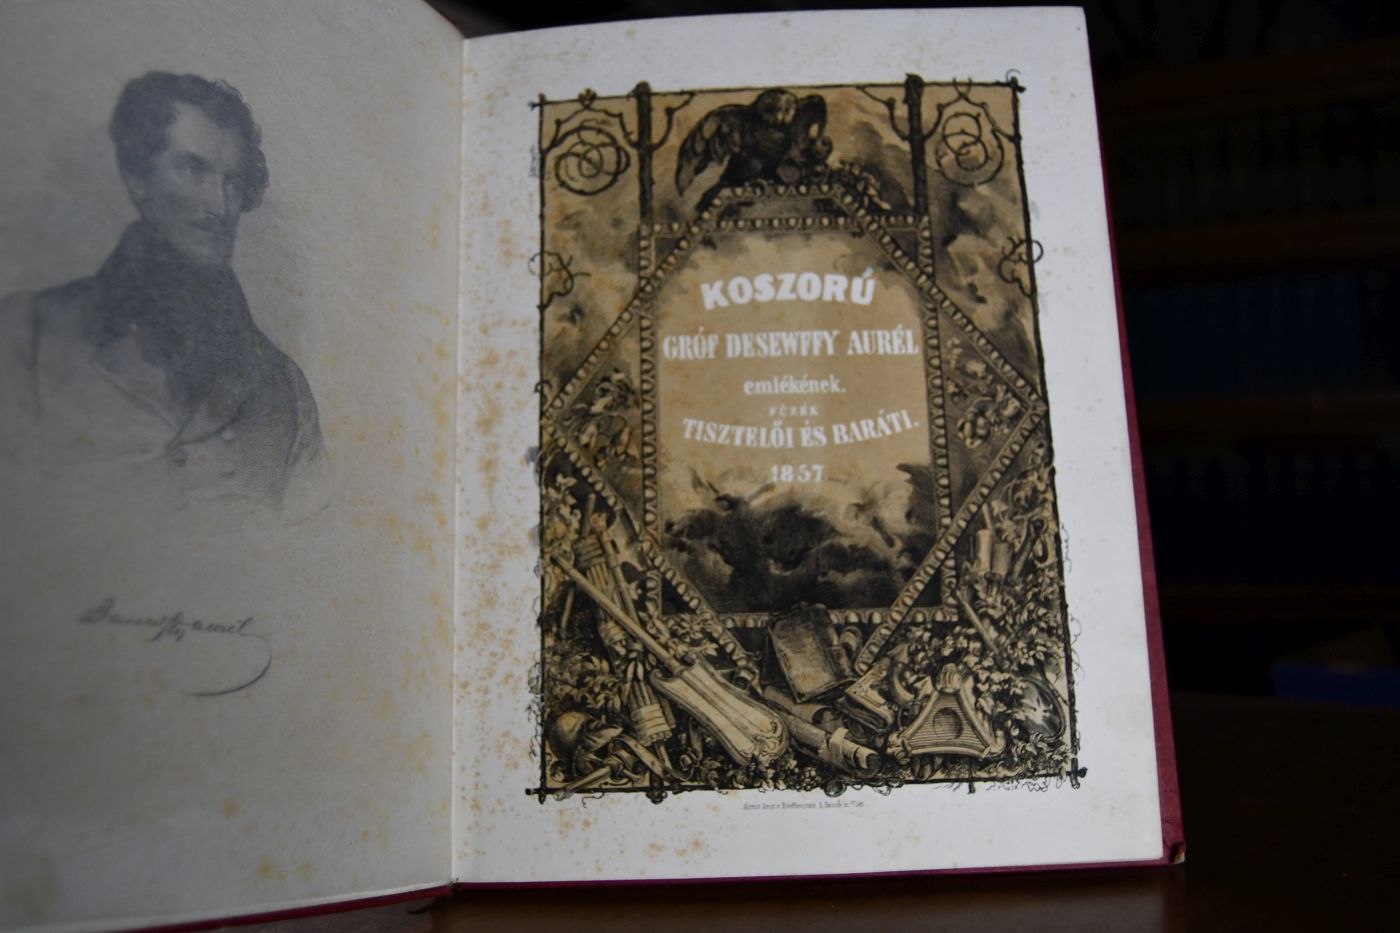 KOSZORÚ
GRÓF DESEWFFY AURÉL
emlékének.
FŰZÉK
TISZTELŐI ÉS BARÁTI.
1857.